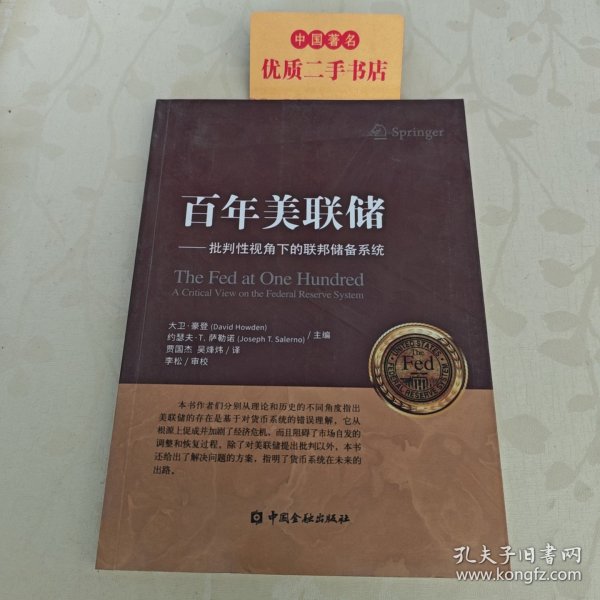 中国著名
优质二手书店
Springer
百年美联储
——批判性视角下的联邦储备系统
The Fed at One Hundred
A Critical View on the Federal Reserve System
大卫·豪登 (David Howden)
约瑟夫·T. 萨勒诺 (Joseph T. Salerno) / 主编
贾国杰 吴烽炜 / 译
李松 / 审校
UNITED STATES
The
Fed
FEDERAL RESERVE
本书作者们分别从理论和历史的不同角度指出
美联储的存在是基于对货币系统的错误理解，它从
根源上促成并加剧了经济危机，而且阻碍了市场自发的
调整和恢复过程。除了对美联储提出批判以外，本书
还给出了解决问题的方案，指明了货币系统在未来的
出路。
中国金融出版社
孔夫子旧书网
www.kongfz.com